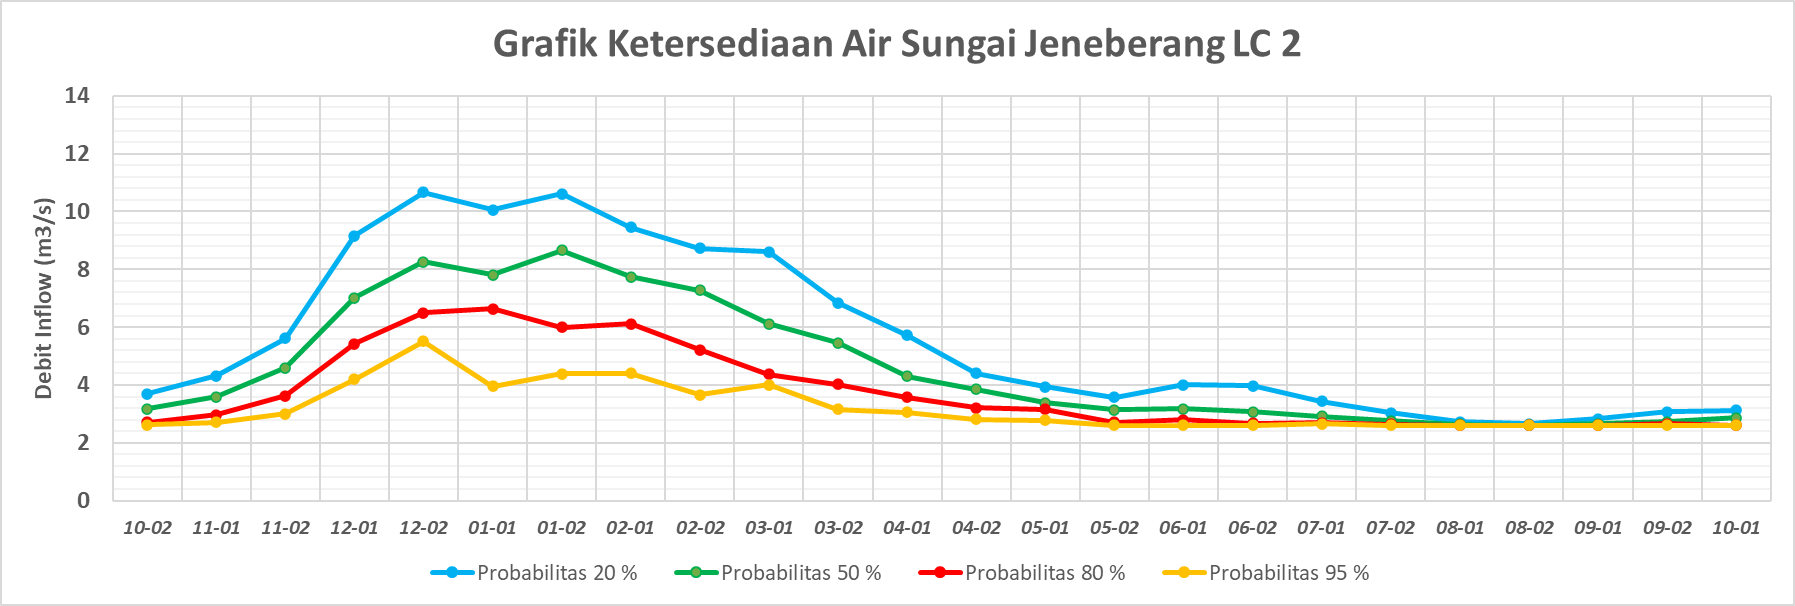 Grafik Ketersediaan Air Sungai Jeneberang LC 2
Debit Inflow (m3/s)
14
12
10
8
6
4
2
0
10-02 11-01 11-02 12-01 12-02 01-01 01-02 02-01 02-02 03-01 03-02 04-01 04-02 05-01 05-02 06-01 06-02 07-01 07-02 08-01 08-02 09-01 09-02 10-01
Probabilitas 20 % Probabilitas 50 % Probabilitas 80 % Probabilitas 95 %